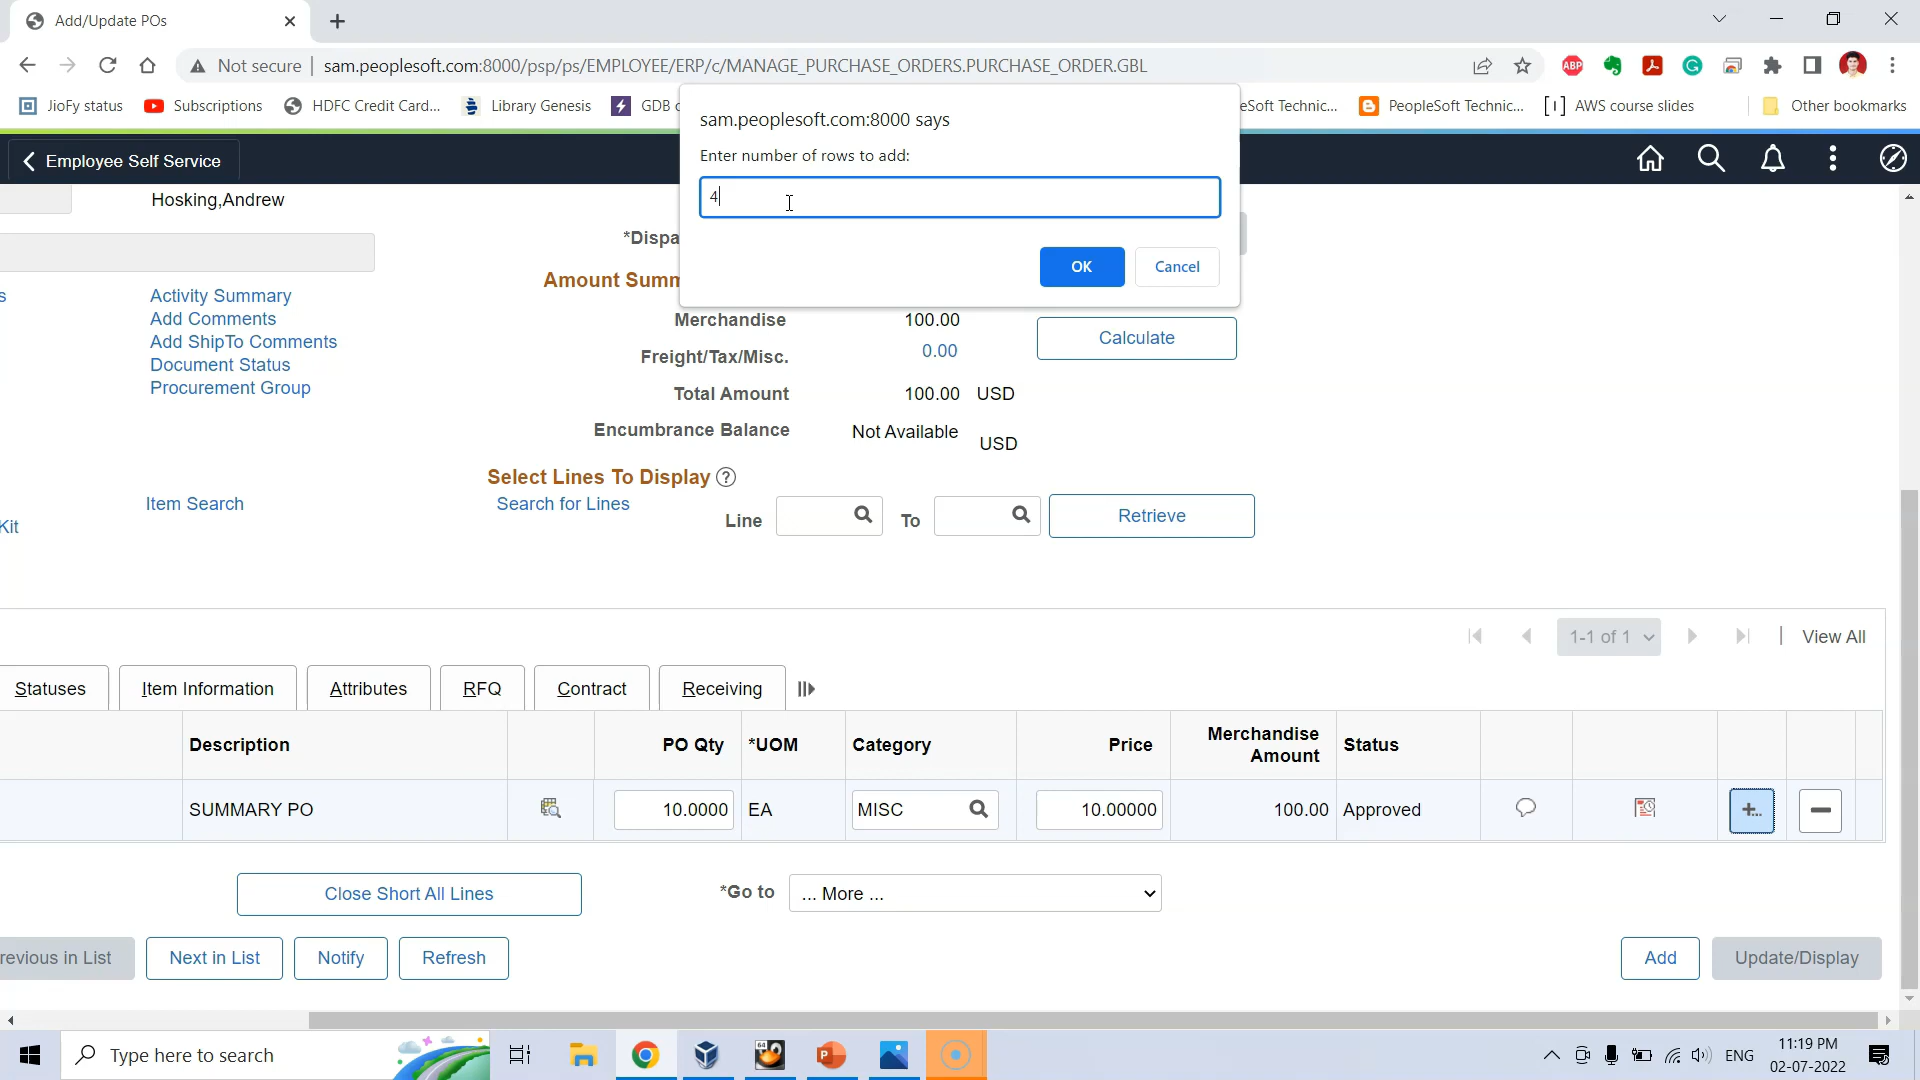 Add/Update POs
Not secure | sam.peoplesoft.com:8000/psp/ps/EMPLOYEE/ERP/c/MANAGE_PURCHASE_ORDERS.PURCHASE_ORDER.GBL
ABP
JioFy status
Subscriptions
HDFC Credit Card...
Library Genesis
GDB
eSoft Technic...
PeopleSoft Technic...
AWS course slides
Other bookmarks
sam.peoplesoft.com:8000 says
Enter number of rows to add:
4
OK
Cancel
Employee Self Service
Hosking,Andrew
*Dispa
s
Activity Summary
Add Comments
Add ShipTo Comments
Document Status
Procurement Group
Amount Summ
Merchandise 100.00
Calculate
Freight/Tax/Misc. 0.00
Total Amount 100.00 USD
Encumbrance Balance Not Available USD
Select Lines To Display ?
Kit
Item Search
Search for Lines
Line
To
Retrieve
1-1 of 1
| View All
Statuses
Item Information
Attributes
RFQ
Contract
Receiving
Description PO Qty *UOM Category Price Merchandise Amount Status
SUMMARY PO 10.0000 EA MISC 10.00000 100.00 Approved
Close Short All Lines
*Go to ... More ...
revious in List
Next in List
Notify
Refresh
Add
Update/Display
Type here to search
64
ENG
11:19 PM
02-07-2022